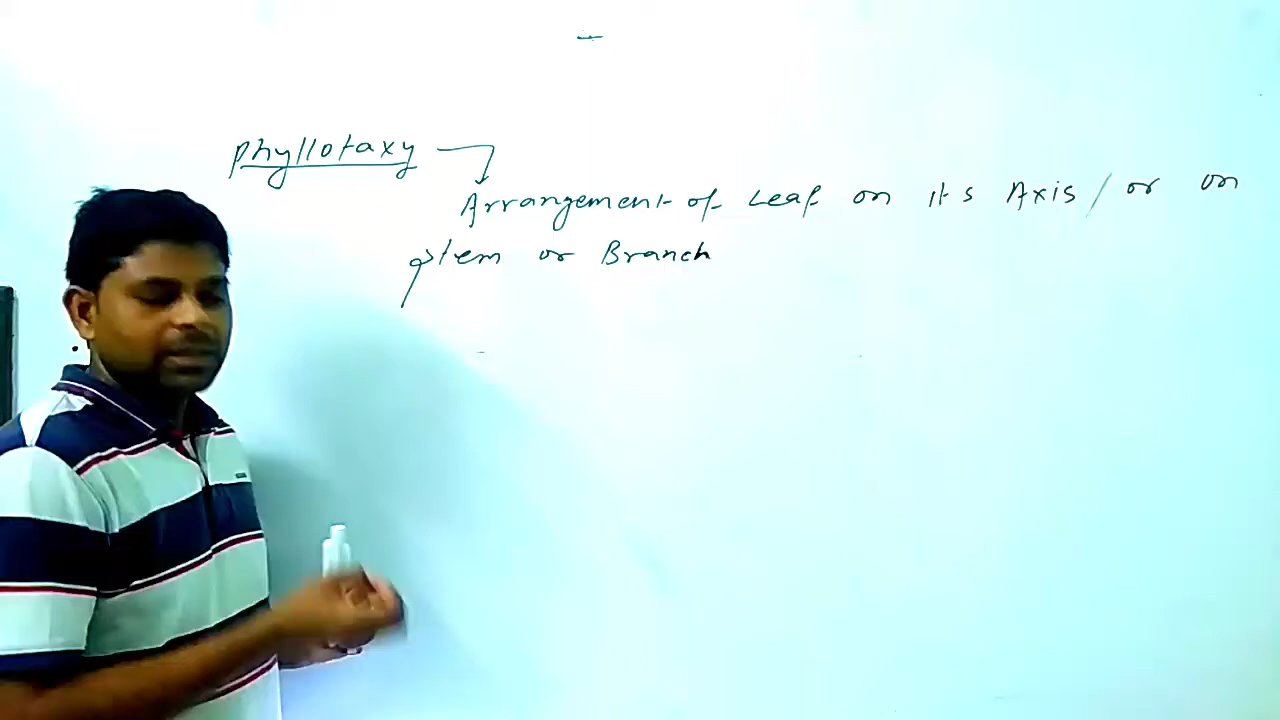 Phyllotaxy
Arrangement of Leaf on its Axis / or on
stem or Branch